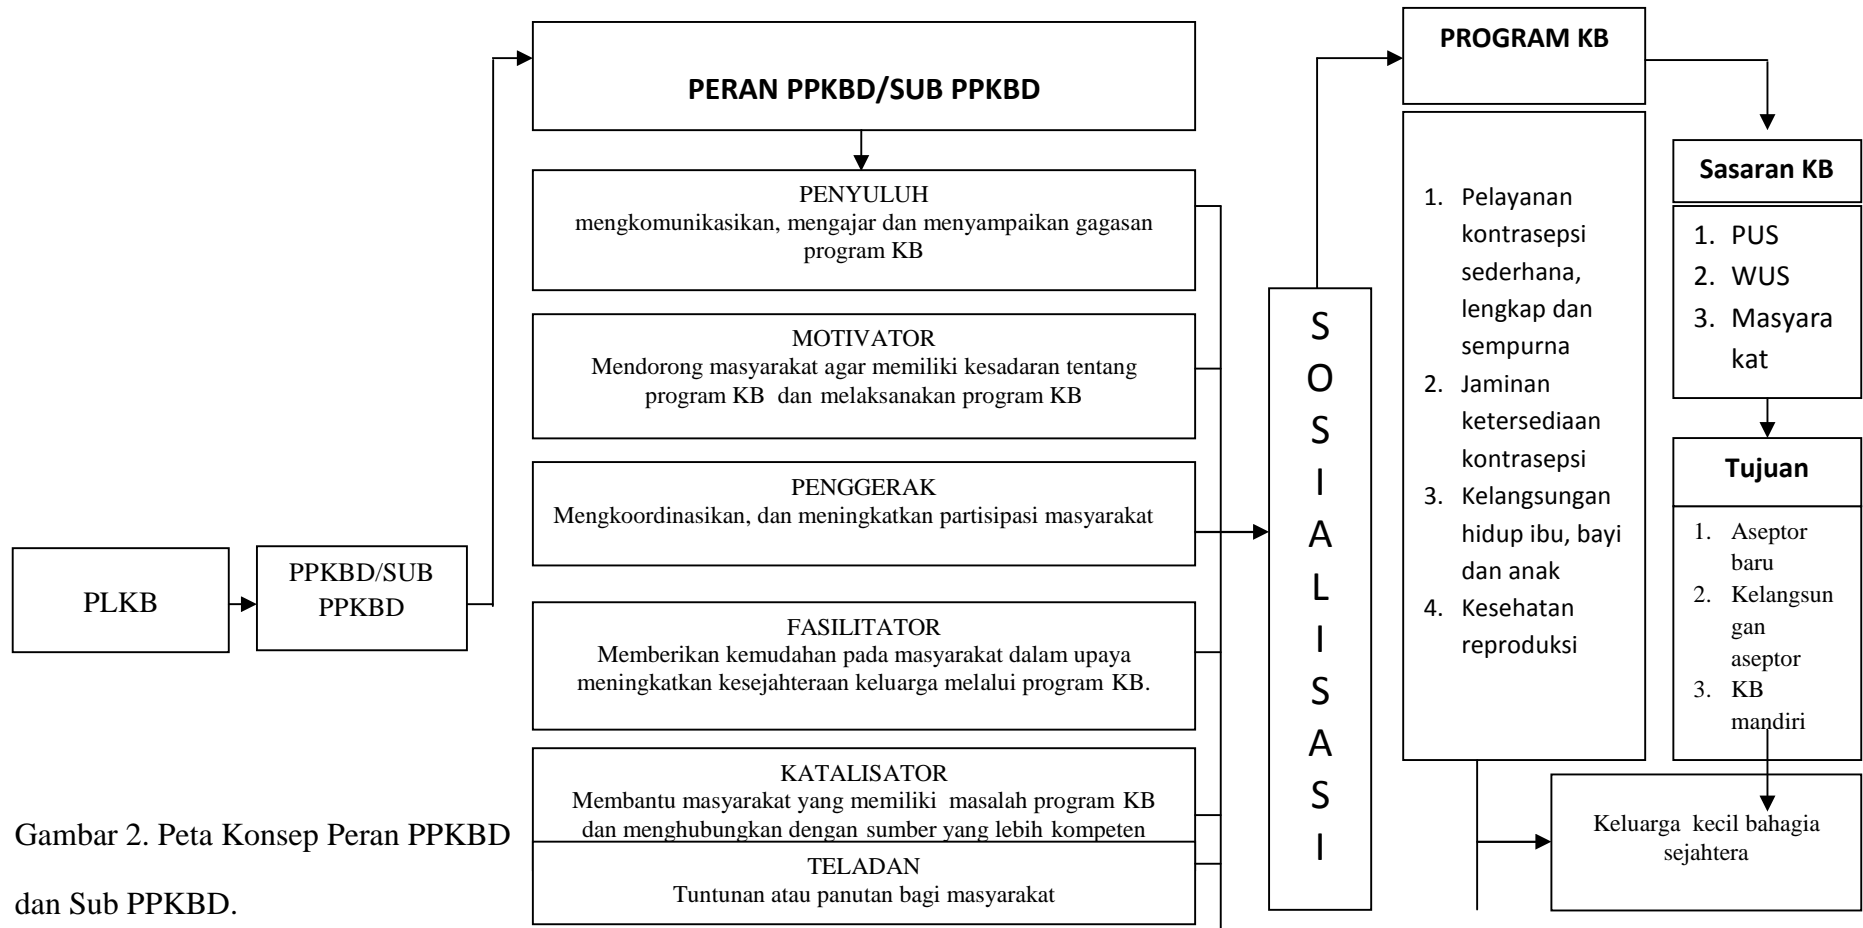 PLKB
PPKBD/SUB
PPKBD
PERAN PPKBD/SUB PPKBD
PENYULUH
mengkomunikasikan, mengajar dan menyampaikan gagasan
program KB
MOTIVATOR
Mendorong masyarakat agar memiliki kesadaran tentang
program KB dan melaksanakan program KB
PENGGERAK
Mengkoordinasikan, dan meningkatkan partisipasi masyarakat
FASILITATOR
Memberikan kemudahan pada masyarakat dalam upaya
meningkatkan kesejahteraan keluarga melalui program KB.
KATALISATOR
Membantu masyarakat yang memiliki masalah program KB
dan menghubungkan dengan sumber yang lebih kompeten
TELADAN
Tuntunan atau panutan bagi masyarakat
S
O
S
I
A
L
I
S
A
S
I
PROGRAM KB
1. Pelayanan
kontrasepsi
sederhana,
lengkap dan
sempurna
2. Jaminan
ketersediaan
kontrasepsi
3. Kelangsungan
hidup ibu, bayi
dan anak
4. Kesehatan
reproduksi
Sasaran KB
1. PUS
2. WUS
3. Masyara
kat
Tujuan
1. Aseptor
baru
2. Kelangsun
gan
aseptor
3. KB
mandiri
Keluarga kecil bahagia
sejahtera
Gambar 2. Peta Konsep Peran PPKBD
dan Sub PPKBD.